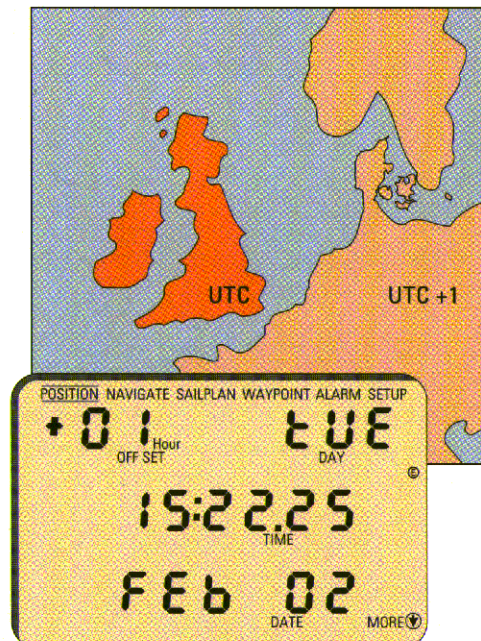 UTC UTC +1
POSITION NAVIGATE SAILPLAN WAYPOINT ALARM SETUP
+01 Hour tUE
OFF SET DAY
©
15:22.25
TIME
FEb 02
DATE MORE